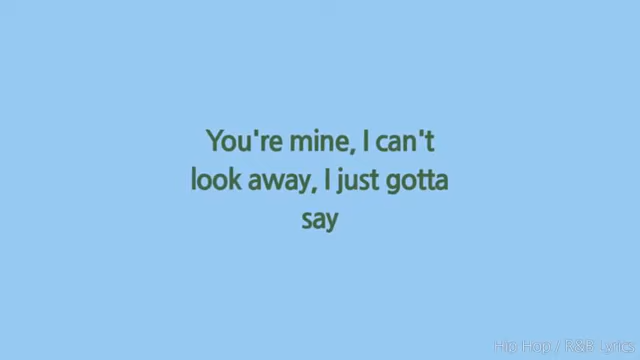 You're mine, I can't
look away, I just gotta
say
Hip Hop / R&B Lyrics